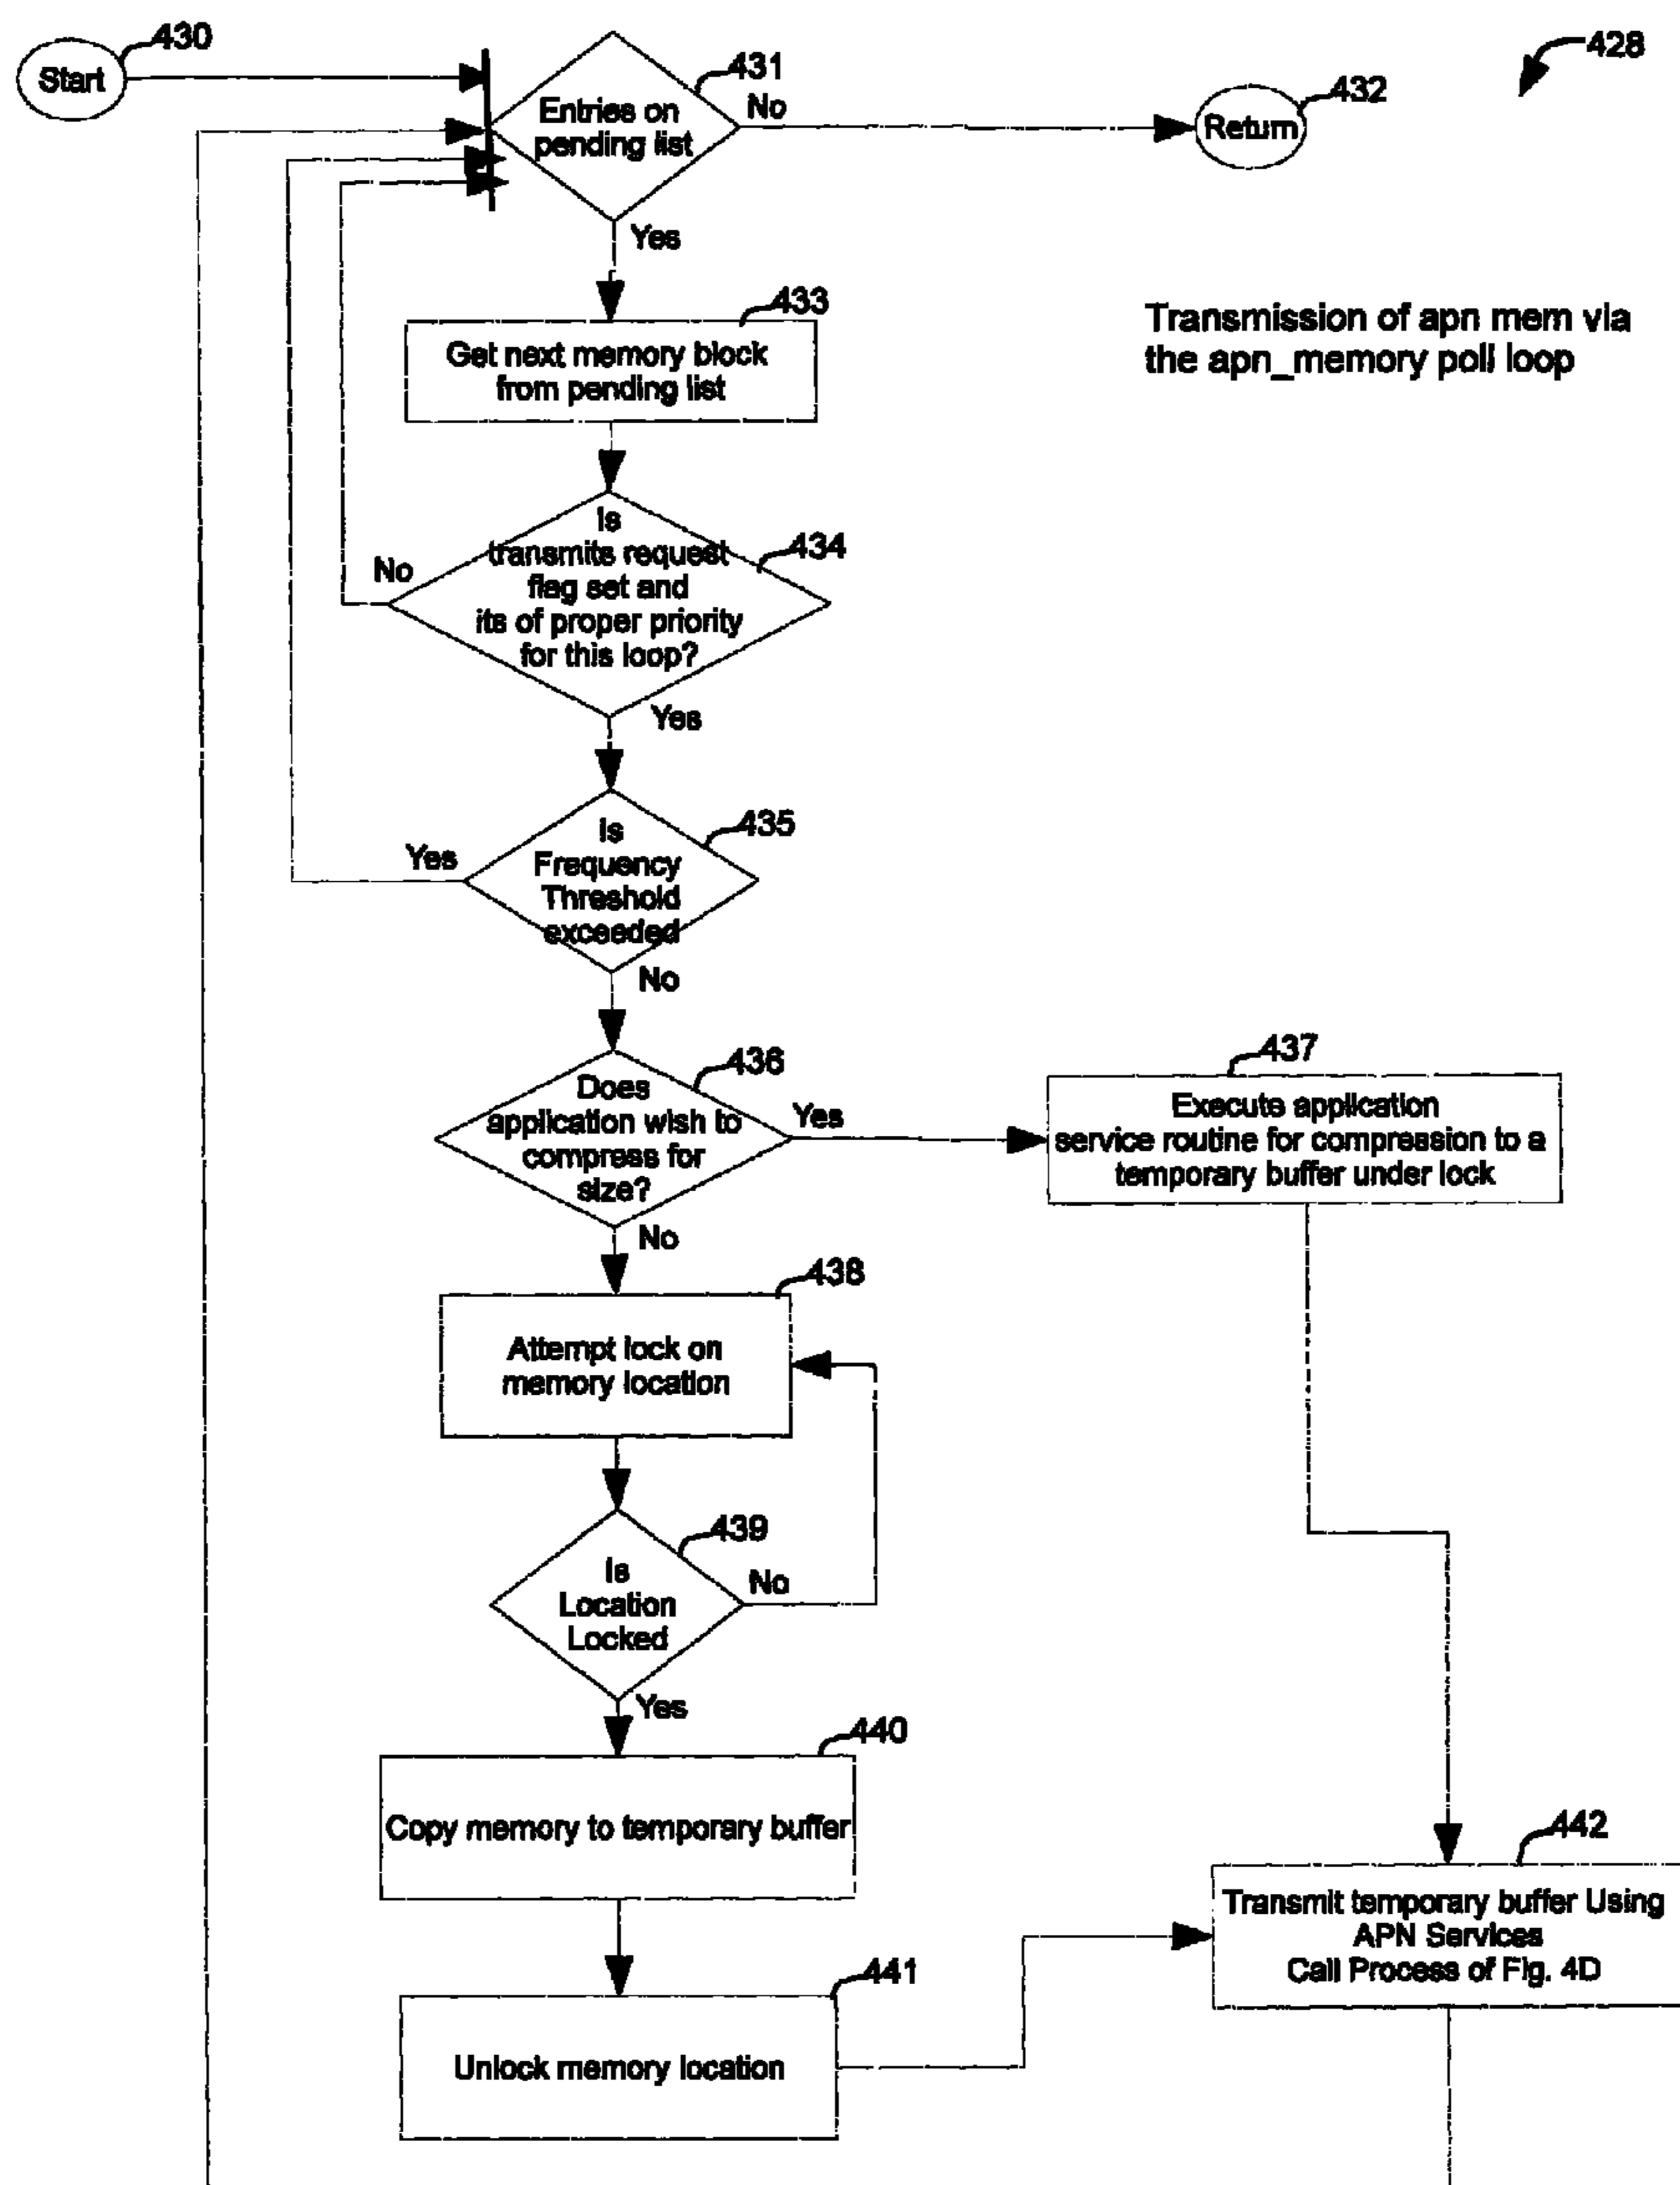 430
Start
431
Entries on
pending list
No
428
432
Return
Yes
433
Get next memory block
from pending list
Transmission of apn mem via
the apn_memory poll loop
434
Is
transmits request
flag set and
its of proper priority
for this loop?
No
Yes
435
Is
Frequency
Threshold
exceeded
Yes
No
436
Does
application wish to
compress for
size?
Yes
437
Execute application
service routine for compression to a
temporary buffer under lock
No
438
Attempt lock on
memory location
439
Is
Location
Locked
No
Yes
440
Copy memory to temporary buffer
442
Transmit temporary buffer Using
APN Services
Call Process of Fig. 4D
441
Unlock memory location